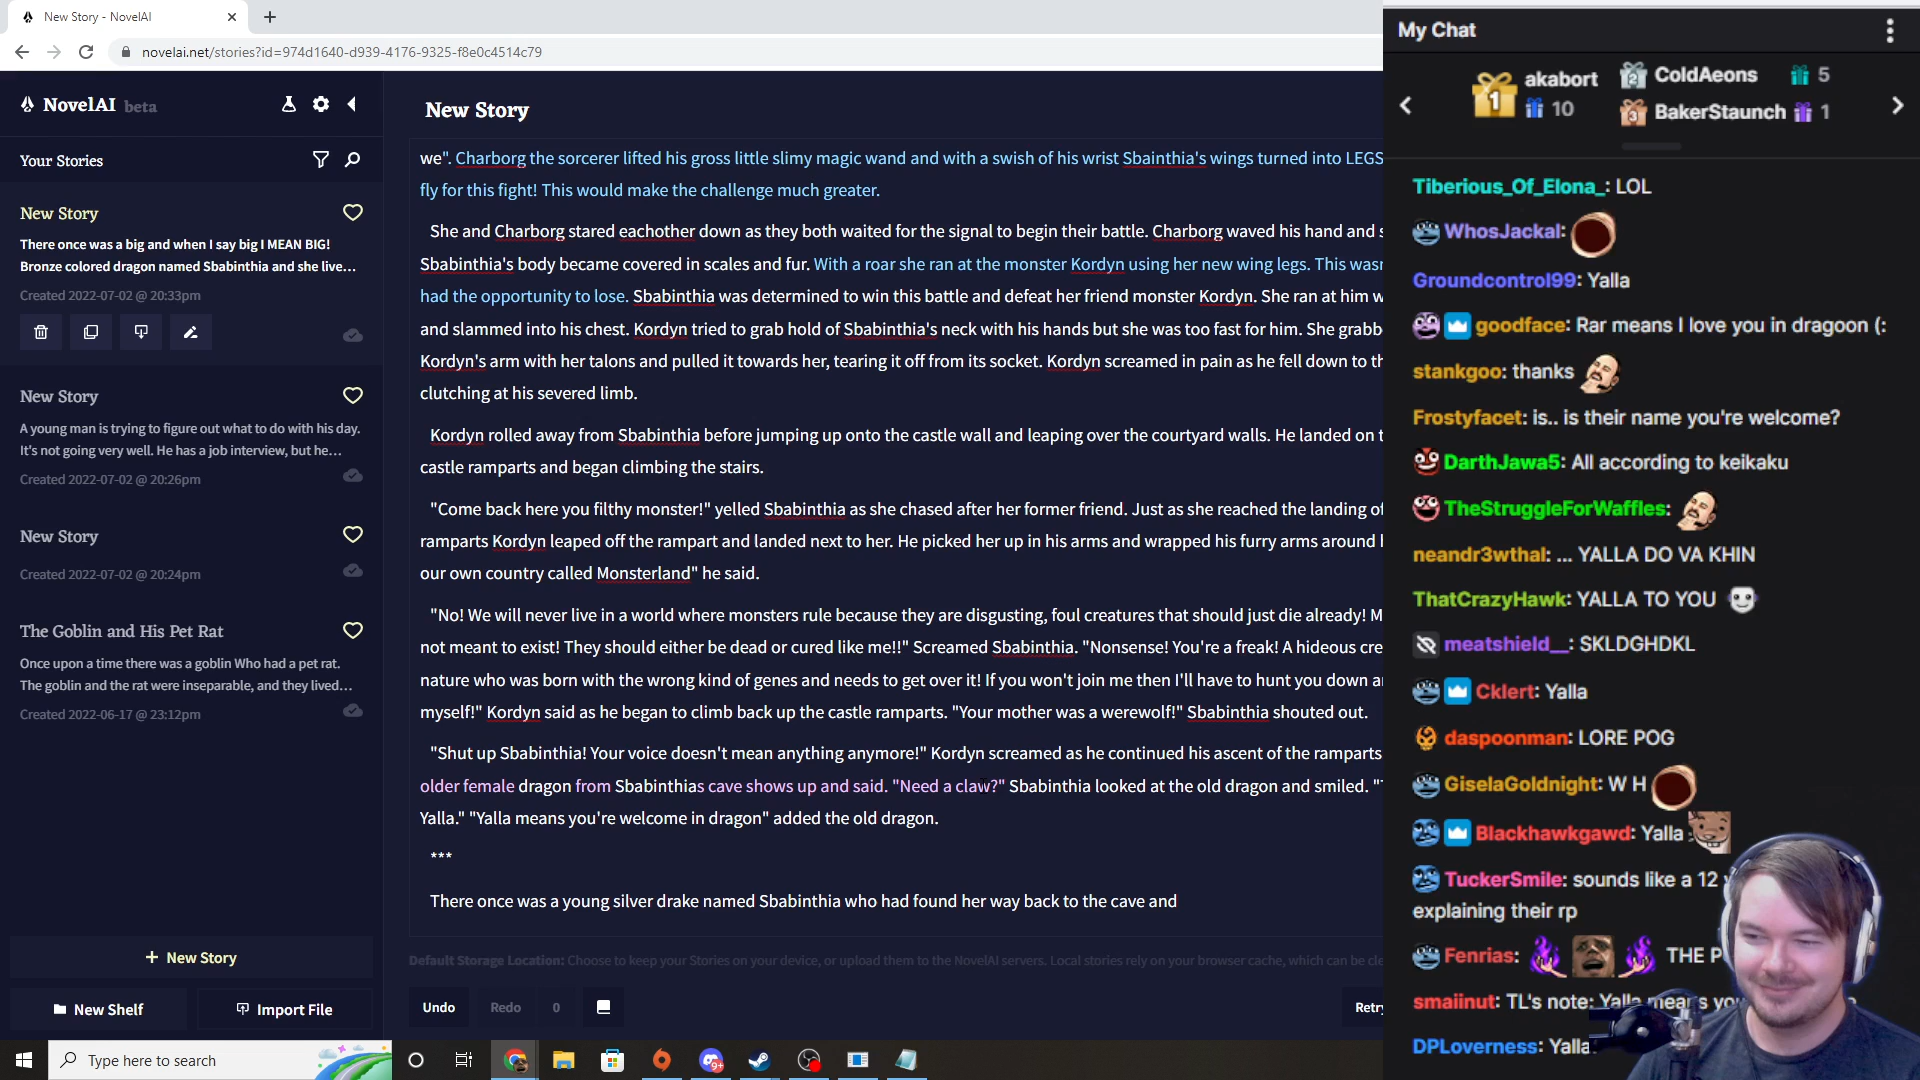 New Story - NovelAI
novelai.net/stories?id=974d1640-d939-4176-9325-f8e0c4514c79
NovelAI beta
Your Stories
New Story
There once was a big and when I say big I MEAN BIG!
Bronze colored dragon named Sbabinthia and she live...
Created 2022-07-02 @ 20:33pm
New Story
A young man is trying to figure out what to do with his day.
It's not going very well. He has a job interview, but he...
Created 2022-07-02 @ 20:26pm
New Story
Created 2022-07-02 @ 20:24pm
The Goblin and His Pet Rat
Once upon a time there was a goblin Who had a pet rat.
The goblin and the rat were inseparable, and they lived...
Created 2022-06-17 @ 23:12pm
+ New Story
New Shelf
Import File
New Story
we". Charborg the sorcerer lifted his gross little slimy magic wand and with a swish of his wrist Sbainthia's wings turned into LEGS
fly for this fight! This would make the challenge much greater.
She and Charborg stared eachother down as they both waited for the signal to begin their battle. Charborg waved his hand and s
Sbabinthia's body became covered in scales and fur. With a roar she ran at the monster Kordyn using her new wing legs. This wasn
had the opportunity to lose. Sbabinthia was determined to win this battle and defeat her friend monster Kordyn. She ran at him w
and slammed into his chest. Kordyn tried to grab hold of Sbabinthia's neck with his hands but she was too fast for him. She grabb
Kordyn's arm with her talons and pulled it towards her, tearing it off from its socket. Kordyn screamed in pain as he fell down to th
clutching at his severed limb.
Kordyn rolled away from Sbabinthia before jumping up onto the castle wall and leaping over the courtyard walls. He landed on t
castle ramparts and began climbing the stairs.
"Come back here you filthy monster!" yelled Sbabinthia as she chased after her former friend. Just as she reached the landing of
ramparts Kordyn leaped off the rampart and landed next to her. He picked her up in his arms and wrapped his furry arms around
our own country called Monsterland" he said.
"No! We will never live in a world where monsters rule because they are disgusting, foul creatures that should just die already! M
not meant to exist! They should either be dead or cured like me!!" Screamed Sbabinthia. "Nonsense! You're a freak! A hideous cre
nature who was born with the wrong kind of genes and needs to get over it! If you won't join me then I'll have to hunt you down a
myself!" Kordyn said as he began to climb back up the castle ramparts. "Your mother was a werewolf!" Sbabinthia shouted out.
"Shut up Sbabinthia! Your voice doesn't mean anything anymore!" Kordyn screamed as he continued his ascent of the ramparts
older female dragon from Sbabinthias cave shows up and said. "Need a claw?" Sbabinthia looked at the old dragon and smiled. "T
Yalla." "Yalla means you're welcome in dragon" added the old dragon.
***
There once was a young silver drake named Sbabinthia who had found her way back to the cave and
Default Storage Location: Choose to keep your Stories on your device, or upload them to the NovelAI servers. Local stories rely on your browser cache, which can be cle
Undo
Redo
0
Retry
My Chat
1 akabort 10
2 ColdAeons 5
3 BakerStaunch 1
Tiberious_Of_Elona_: LOL
WhosJackal:
Groundcontrol99: Yalla
goodface: Rar means I love you in dragoon (:
stankgoo: thanks
Frostyfacet: is.. is their name you're welcome?
DarthJawa5: All according to keikaku
TheStruggleForWaffles:
neandr3wthal: ... YALLA DO VA KHIN
ThatCrazyHawk: YALLA TO YOU
meatshield__: SKLDGHDKL
Cklert: Yalla
daspoonman: LORE POG
GiselaGoldnight: W H
Blackhawkgawd: Yalla
TuckerSmile: sounds like a 12 y
explaining their rp
Fenrias: THE P
smaiinut: TL's note: Yalla means yo
DPLoverness: Yalla
Type here to search
9+